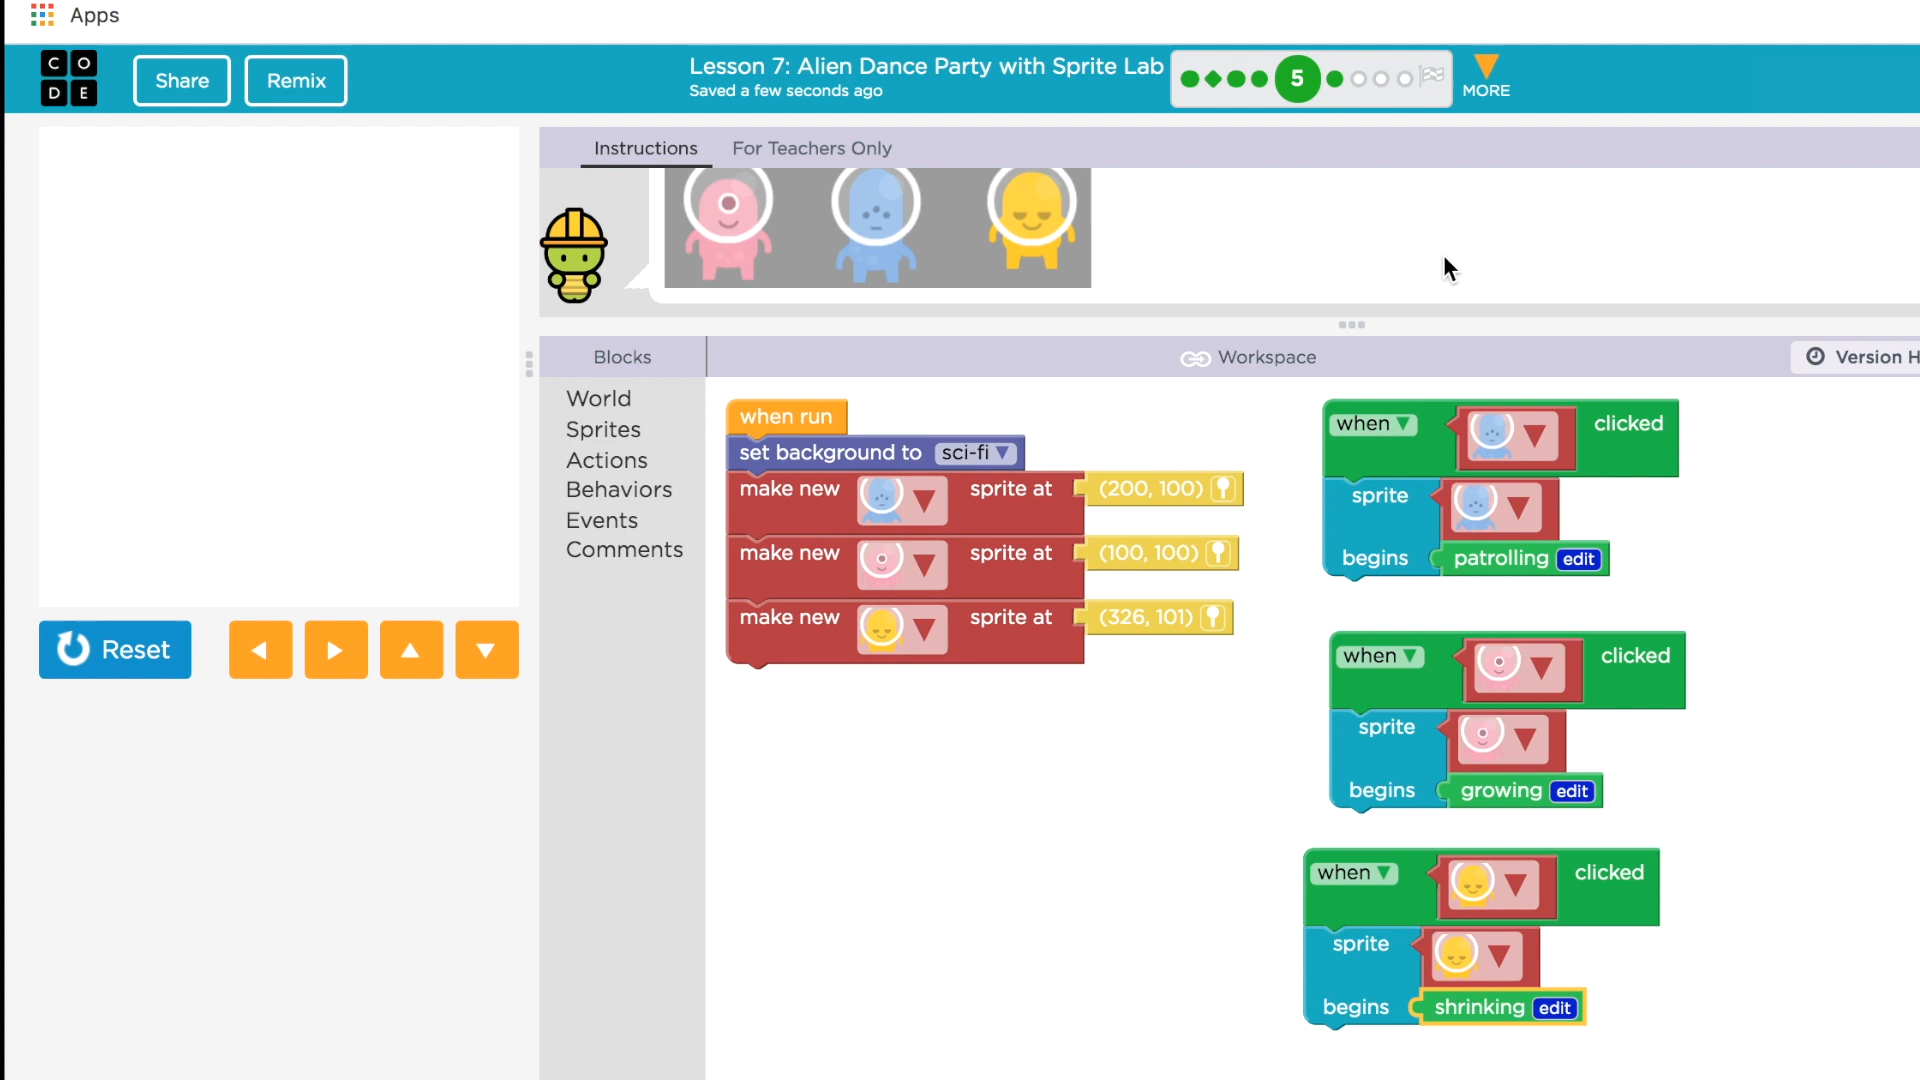 Apps
CO
DE
Share
Remix
Lesson 7: Alien Dance Party with Sprite Lab
Saved a few seconds ago
5
MORE
Instructions
For Teachers Only
Blocks
Workspace
Version H
World
Sprites
Actions
Behaviors
Events
Comments
when run
set background to sci-fi
make new sprite at (200, 100)
make new sprite at (100, 100)
make new sprite at (326, 101)
when clicked
sprite
begins patrolling edit
when clicked
sprite
begins growing edit
when clicked
sprite
begins shrinking edit
Reset